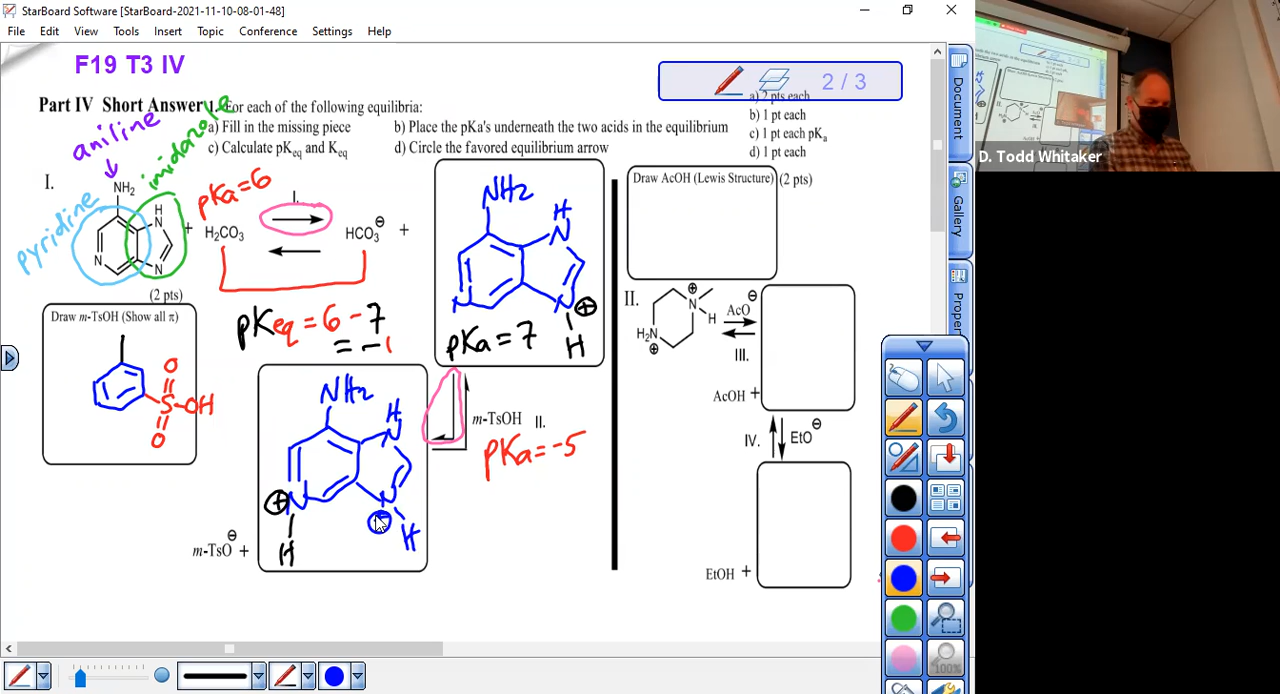 StarBoard Software [StarBoard-2021-11-10-08-01-48]
File Edit View Tools Insert Topic Conference Settings Help
F19 T3 IV
2 / 3
Part IV Short Answer 1. For each of the following equilibria:
a) Fill in the missing piece b) Place the pKa's underneath the two acids in the equilibrium
c) Calculate pKeq and Keq d) Circle the favored equilibrium arrow
a) 2 pts each
b) 1 pt each
c) 1 pt each pKa
d) 1 pt each
aniline
imidazole
pyridine
I.
NH2
H
N
N
N
+
pKa=6
H2CO3
I.
HCO3⊖ +
NH2
H
N
N
N
⊕
H
pKa=7
(2 pts)
pKeq = 6 - 7
= -1
Draw m-TsOH (Show all π)
O
S-OH
O
NH2
H
N
⊕ N
N
⊕
H
H
m-TsO⊖ +
m-TsOH II.
pKa=-5
Draw AcOH (Lewis Structure) (2 pts)
II.
⊕
N
H
H2N
⊕
AcO⊖
III.
AcOH +
IV. EtO⊖
EtOH +
D. Todd Whitaker
Document
Gallery
Proper
100%